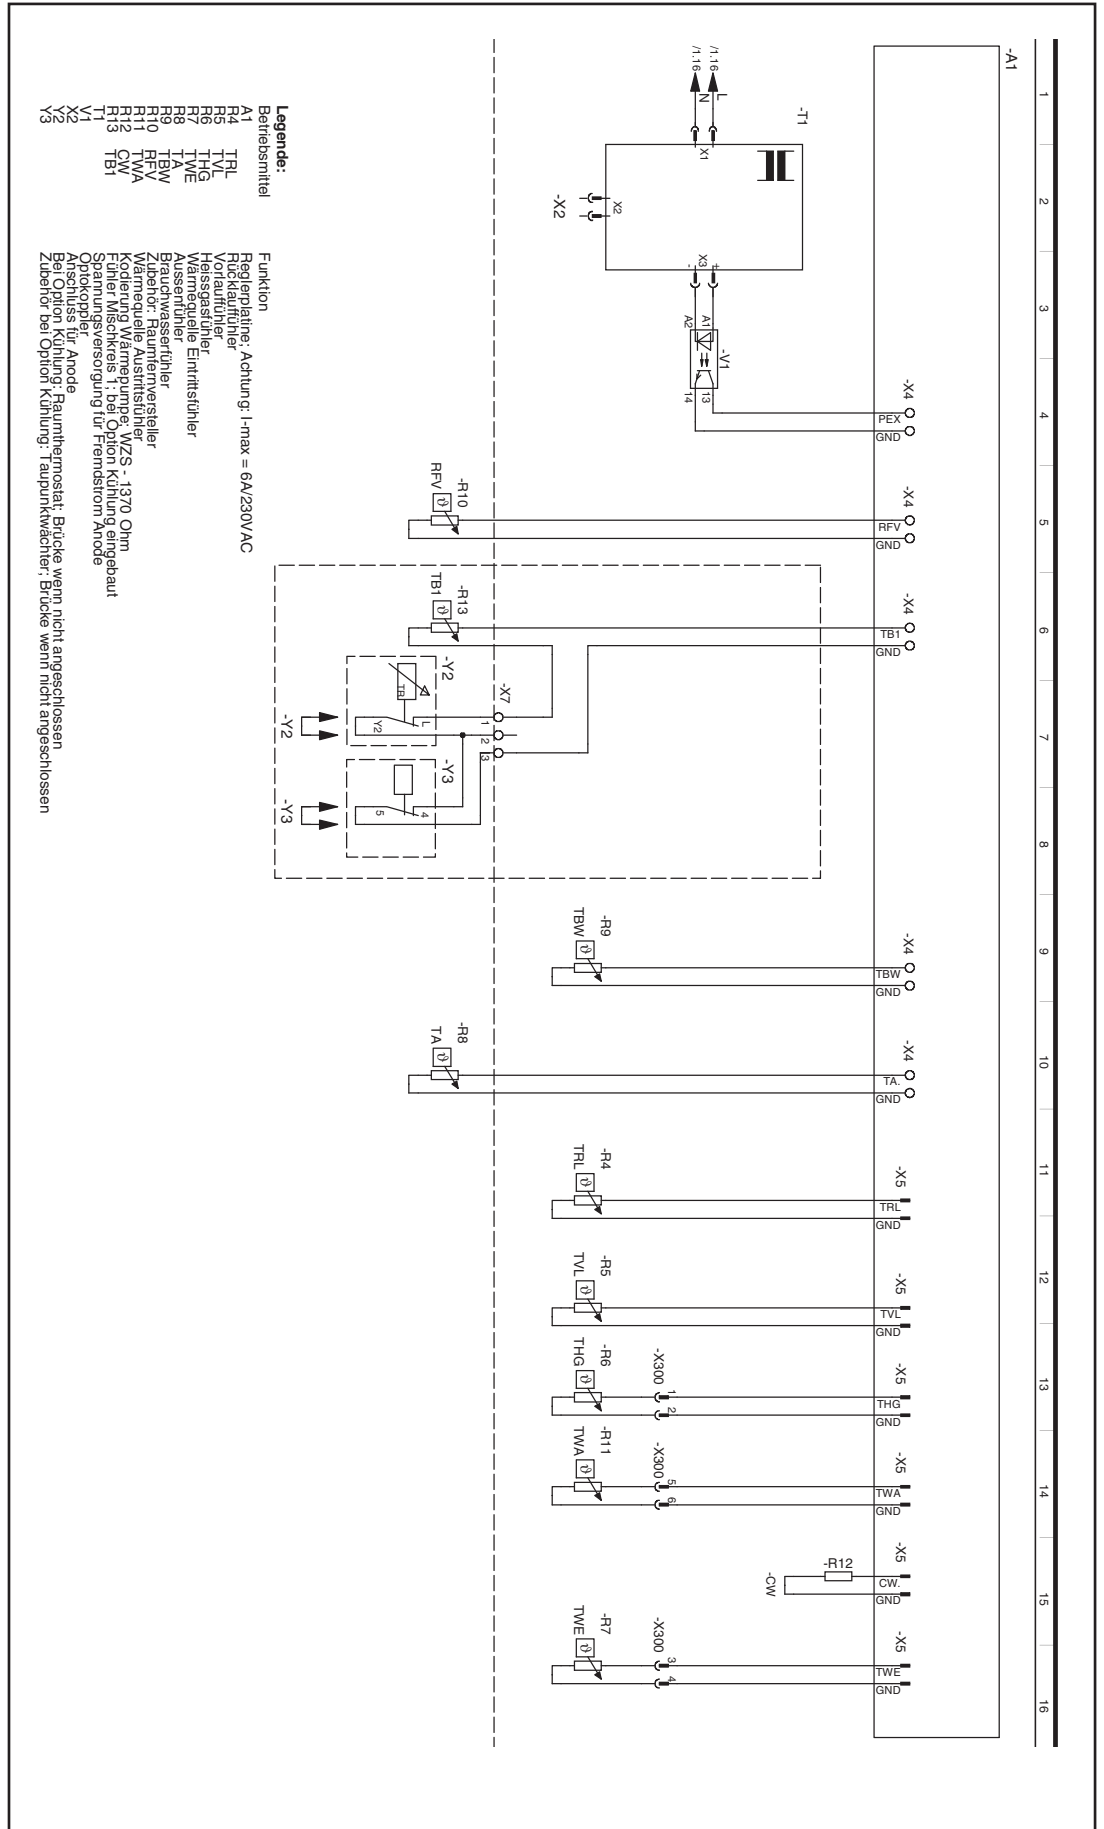 -A1
1
2
3
4
5
6
7
8
9
10
11
12
13
14
15
16
/1.16
L
/1.16
N
-T1
X1
X2
-X2
X3
+
-
A1
A2
-V1
13
14
-X4
PEX
GND
-X4
RFV
GND
-R10
RFV
-X4
TB1
GND
-R13
TB1
-X7
1
2
3
-Y2
TR
L
Y2
-Y2
-Y3
4
5
-Y3
-X4
TBW
GND
-R9
TBW
-X4
TA.
GND
-R8
TA
-X5
TRL
GND
-R4
TRL
-X5
TVL
GND
-R5
TVL
-X5
THG
GND
-X300
1
2
-R6
THG
-X5
TWA
GND
-X300
5
6
-R11
TWA
-X5
CW.
GND
-R12
-CW
-X5
TWE
GND
-X300
3
4
-R7
TWE
Legende:
Betriebsmittel Funktion
A1 Reglerplatine; Achtung: I-max = 6A/230VAC
R4 TRL Rücklauffühler
R5 TVL Vorlauffühler
R6 THG Heissgasfühler
R7 TWE Wärmequelle Eintrittsfühler
R8 TA Aussenfühler
R9 TBW Brauchwasserfühler
R10 RFV Zubehör: Raumfernversteller
R11 TWA Wärmequelle Austrittsfühler
R12 CW Kodierung Wärmepumpe; WZS - 1370 Ohm
R13 TB1 Fühler Mischkreis 1; bei Option Kühlung eingebaut
T1 Spannungsversorgung für Fremdstrom Anode
V1 Optokoppler
X2 Anschluss für Anode
Y2 Bei Option Kühlung: Raumthermostat; Brücke wenn nicht angeschlossen
Y3 Zubehör bei Option Kühlung: Taupunktwächter; Brücke wenn nicht angeschlossen